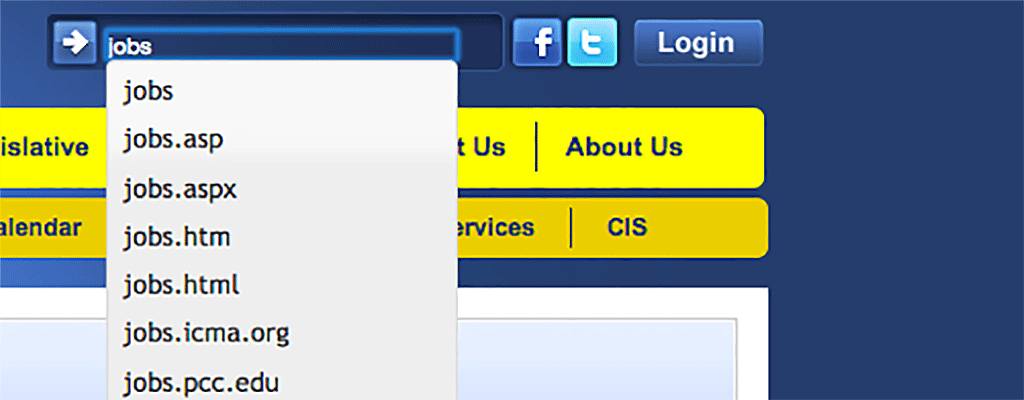 jobs
f t Login
jobs
jobs.asp
islative t Us About Us
jobs.aspx
alendar ervices CIS
jobs.htm
jobs.html
jobs.icma.org
jobs.pcc.edu